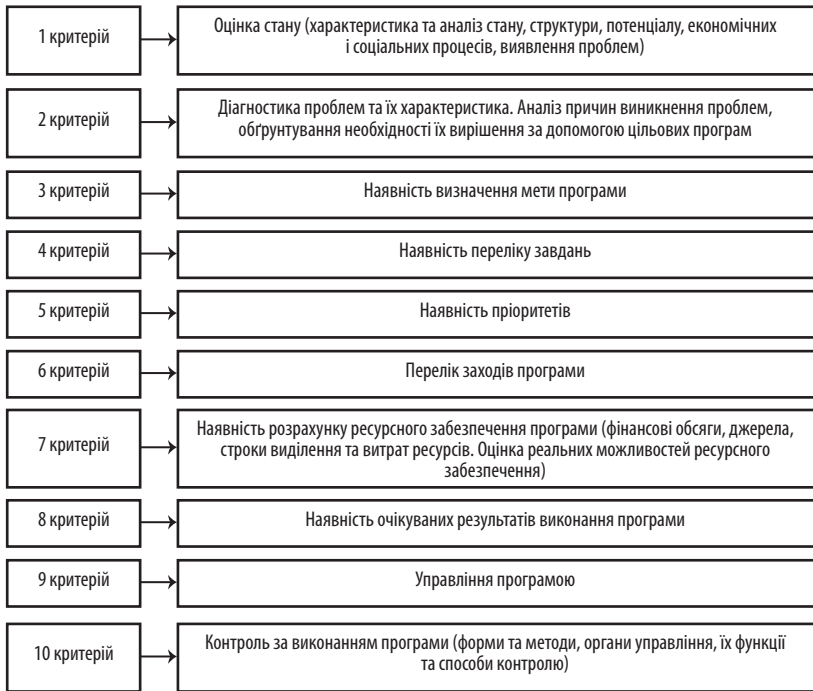 1 критерій
Оцінка стану (характеристика та аналіз стану, структури, потенціалу, економічних
і соціальних процесів, виявлення проблем)
2 критерій
Діагностика проблем та їх характеристика. Аналіз причин виникнення проблем,
обґрунтування необхідності їх вирішення за допомогою цільових програм
3 критерій
Наявність визначення мети програми
4 критерій
Наявність переліку завдань
5 критерій
Наявність пріоритетів
6 критерій
Перелік заходів програми
7 критерій
Наявність розрахунку ресурсного забезпечення програми (фінансові обсяги, джерела,
строки виділення та витрат ресурсів. Оцінка реальних можливостей ресурсного
забезпечення)
8 критерій
Наявність очікуваних результатів виконання програми
9 критерій
Управління програмою
10 критерій
Контроль за виконанням програми (форми та методи, органи управління, їх функції
та способи контролю)